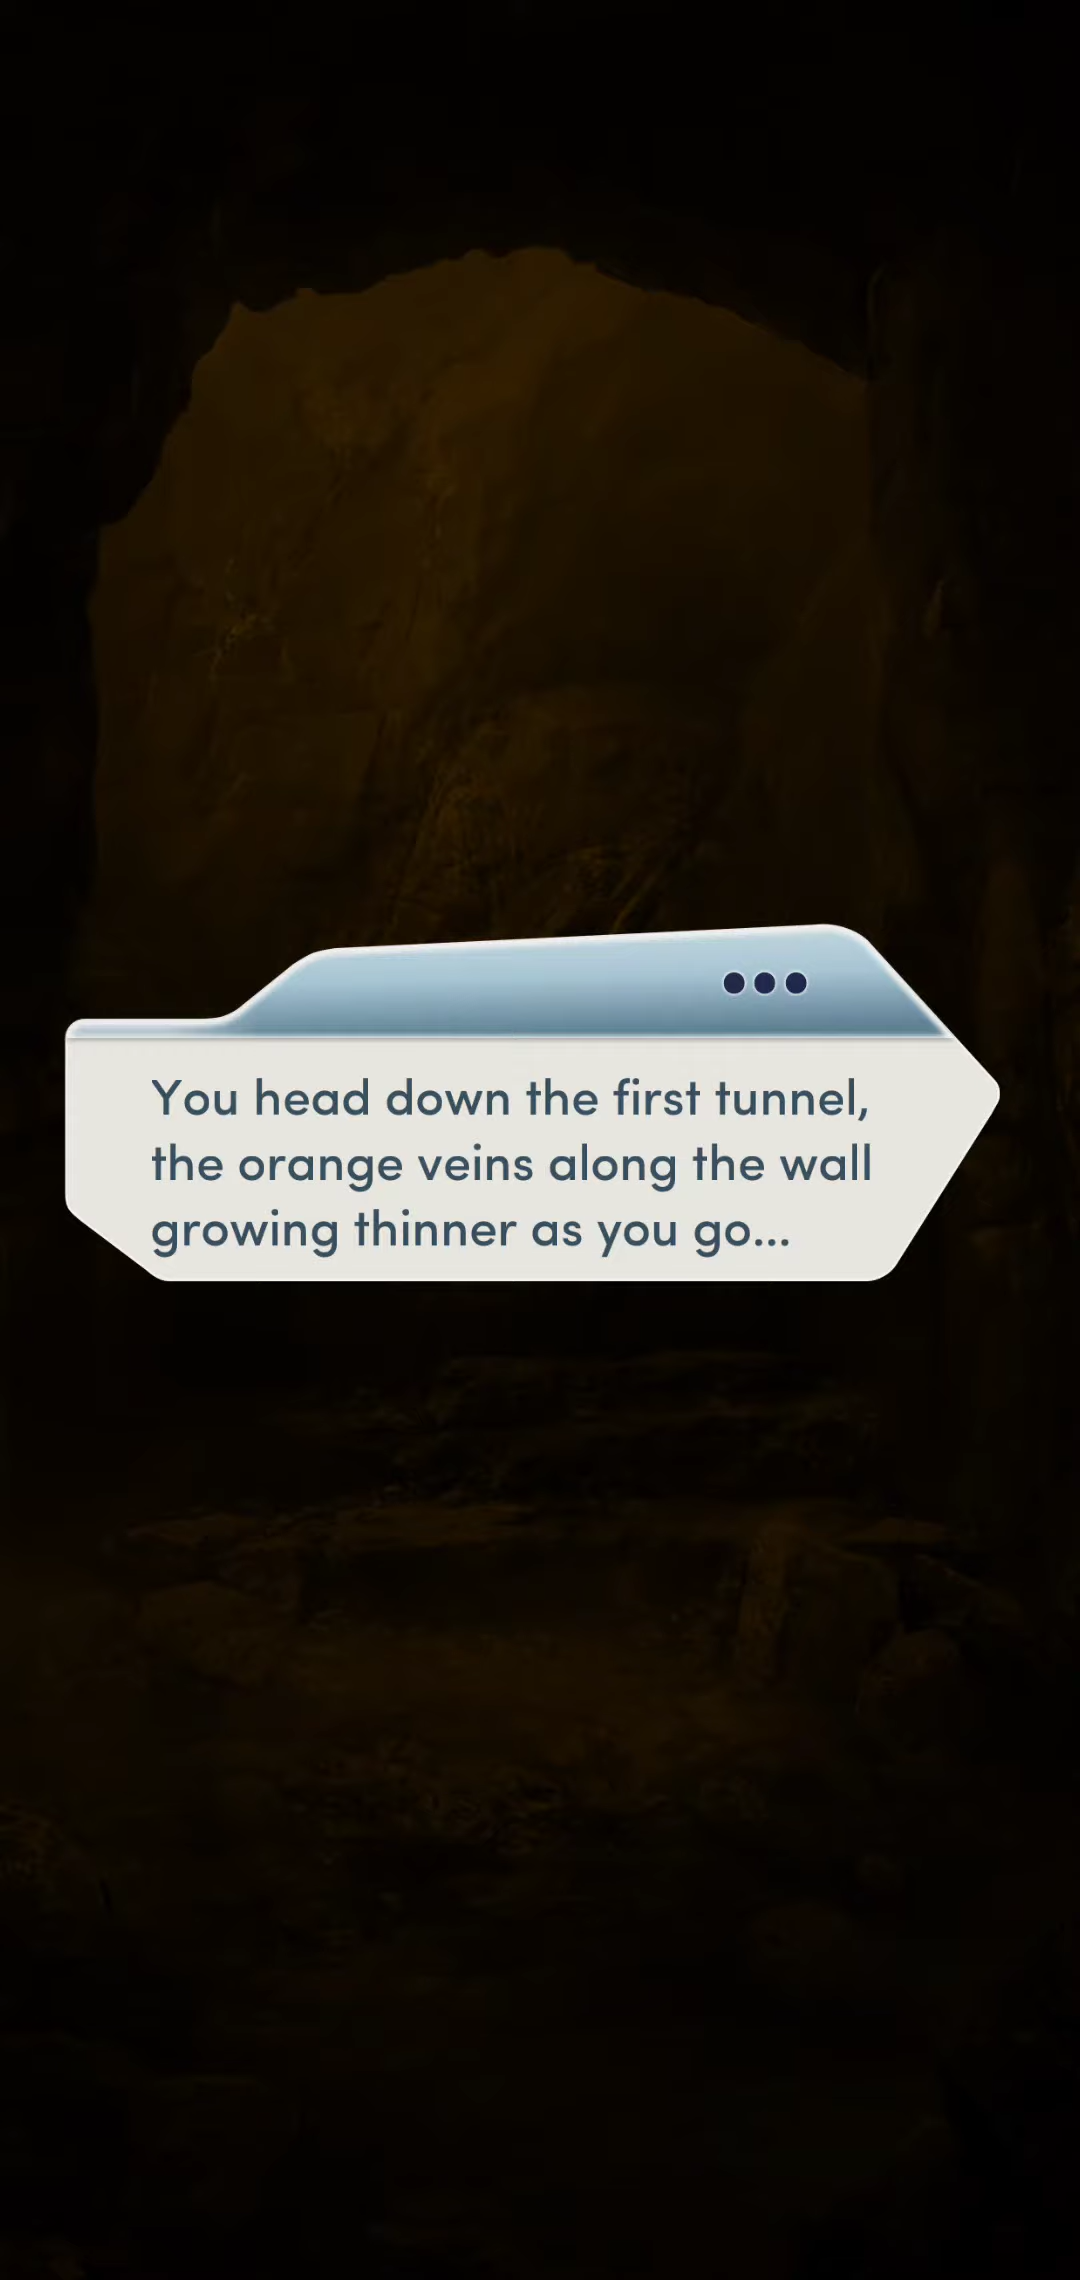 You head down the first tunnel,
the orange veins along the wall
growing thinner as you go...